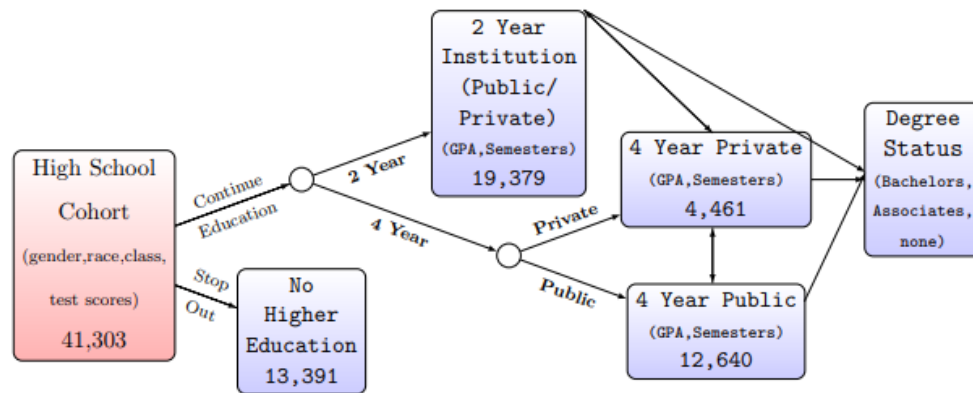 High School
Cohort
(gender,race,class,
test scores)
41,303
Continue
Education
Stop
Out
No
Higher
Education
13,391
2 Year
4 Year
2 Year
Institution
(Public/
Private)
(GPA,Semesters)
19,379
Private
Public
4 Year Private
(GPA,Semesters)
4,461
4 Year Public
(GPA,Semesters)
12,640
Degree
Status
(Bachelors,
Associates,
none)